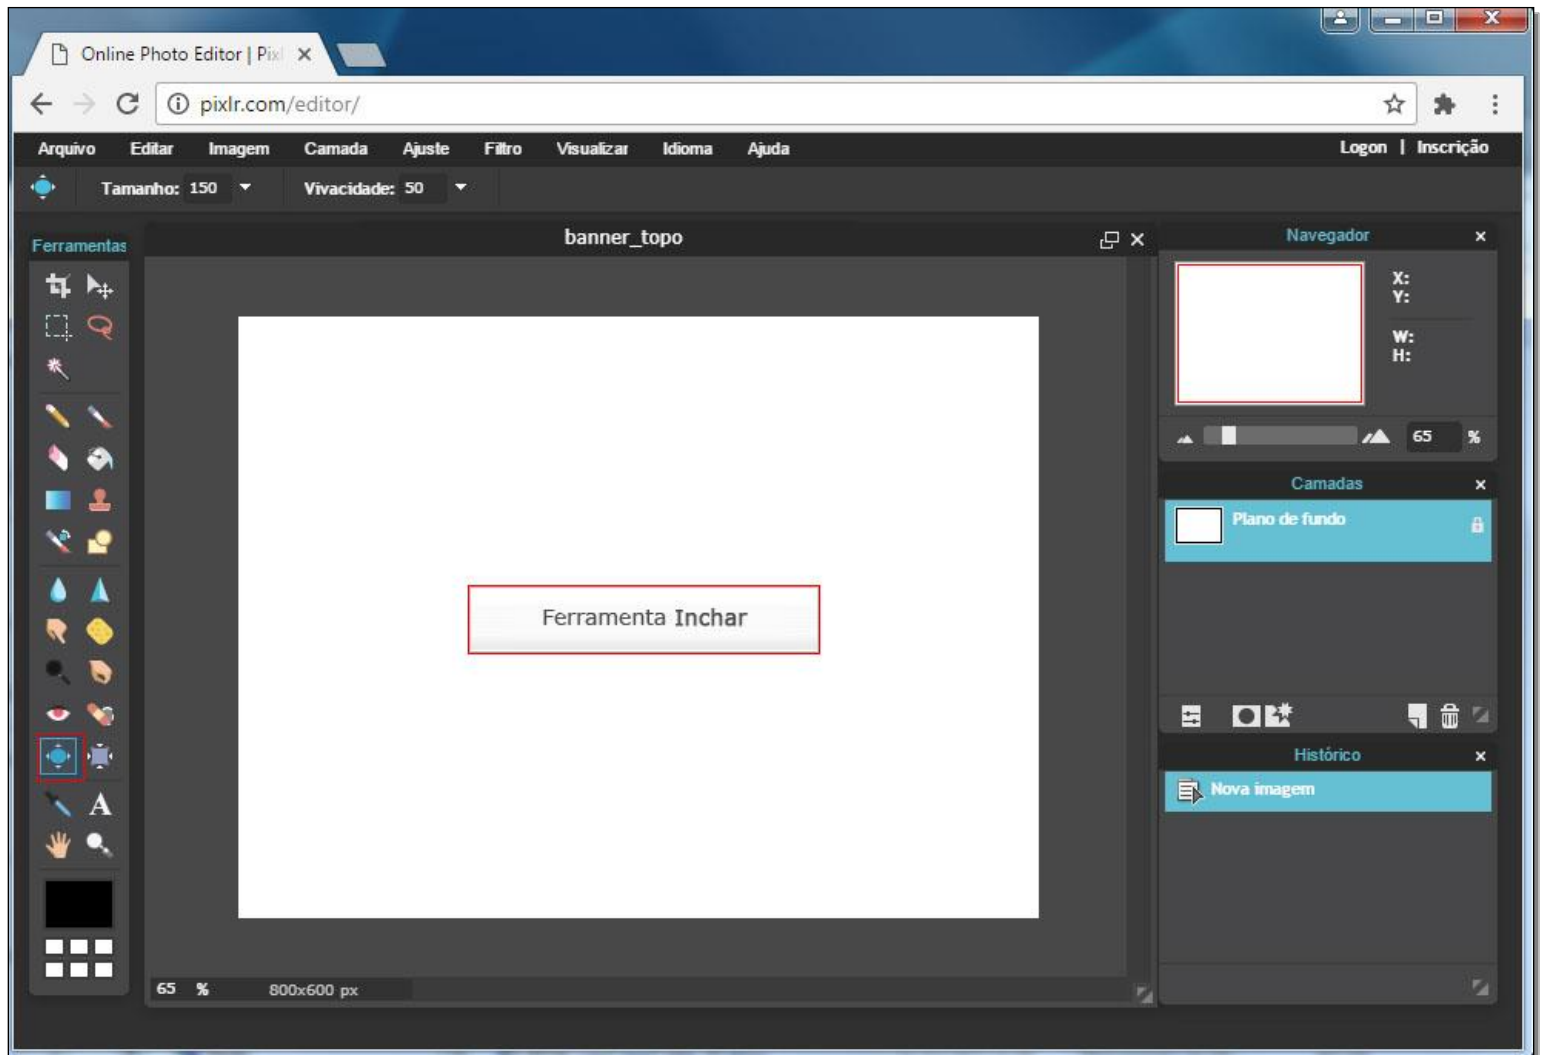 Online Photo Editor | Pixl
pixlr.com/editor/
Arquivo Editar Imagem Camada Ajuste Filtro Visualizar Idioma Ajuda Logon | Inscrição
Tamanho: 150 Vivacidade: 50
Ferramentas
banner_topo
Navegador
X:
Y:
W:
H:
65 %
Camadas
Plano de fundo
Ferramenta Inchar
Histórico
Nova imagem
A
65 % 800x600 px